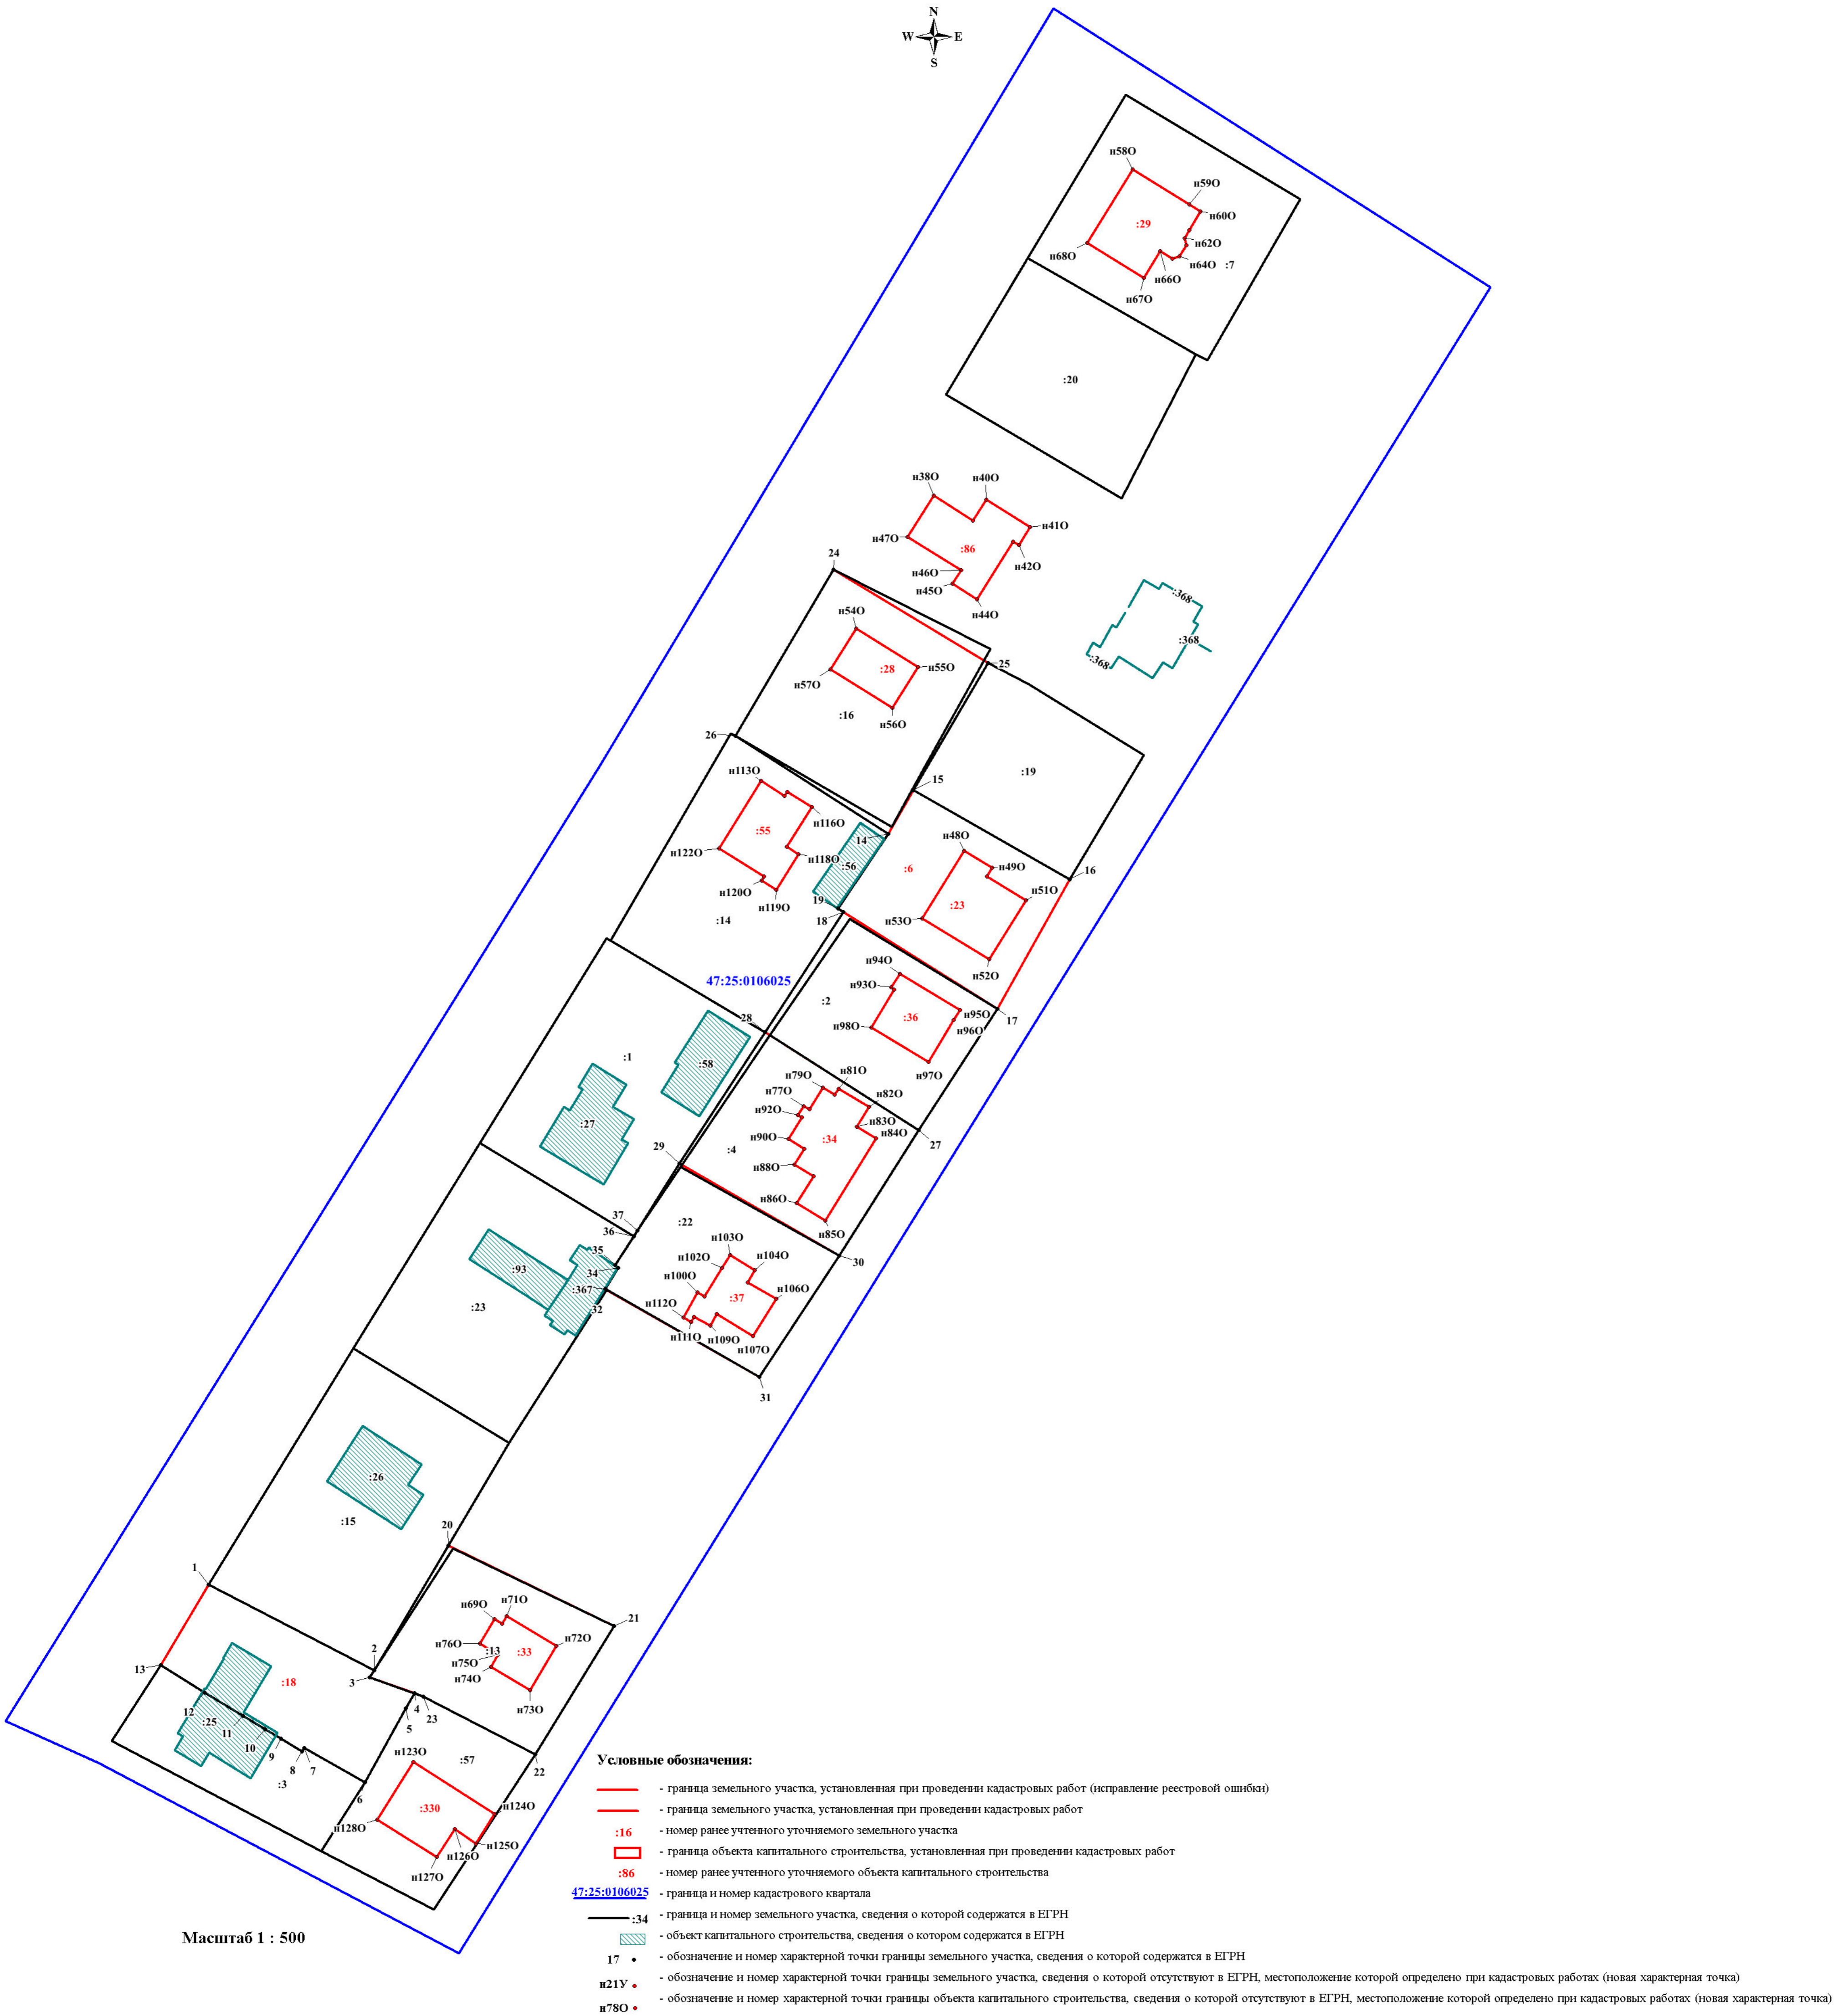 N
W E
S
н58О
н59О
н60О
:29
н62О
н68О
н64О :7
н66О
н67О
:20
н38О
н40О
н41О
н47О
:86
н42О
24
н46О
н45О
н44О
:368
н54О
:368
:368
:28
н55О
25
н57О
:16
н56О
26
н113О
15
:19
н116О
:55
14
н48О
н122О
н118О
:56
:6
н49О
16
н120О
19
н51О
н119О
:23
:14
18
н53О
н52О
н94О
47:25:0106025
н93О
:2
н95О
17
28
:36
н98О
н96О
:1
:58
н97О
н81О
н79О
н77О
н82О
н92О
:27
н83О
н84О
н90О
:34
27
29
:4
н88О
н86О
37
:22
н85О
36
н103О
35
н102О
н104О
30
:93
34
н100О
:367
н106О
:23
32
н112О
:37
н111О
н109О
н107О
31
:26
:15
20
1
н69О
н71О
21
2
н76О
:13
:33
н72О
н75О
13
3
н74О
:18
н73О
4
23
12
:25
5
11
10
9
:57
8
7
н123О
22
:3
6
:330
н124О
н128О
н125О
н126О
н127О
Масштаб 1 : 500
Условные обозначения:
- граница земельного участка, установленная при проведении кадастровых работ (исправление реестровой ошибки)
- граница земельного участка, установленная при проведении кадастровых работ
:16 - номер ранее учтенного уточняемого земельного участка
- граница объекта капитального строительства, установленная при проведении кадастровых работ
:86 - номер ранее учтенного уточняемого объекта капитального строительства
47:25:0106025 - граница и номер кадастрового квартала
:34 - граница и номер земельного участка, сведения о которой содержатся в ЕГРН
- объект капитального строительства, сведения о котором содержатся в ЕГРН
17 - обозначение и номер характерной точки границы земельного участка, сведения о которой содержатся в ЕГРН
н21У - обозначение и номер характерной точки границы земельного участка, сведения о которой отсутствуют в ЕГРН, местоположение которой определено при кадастровых работах (новая характерная точка)
н78О - обозначение и номер характерной точки границы объекта капитального строительства, сведения о которой отсутствуют в ЕГРН, местоположение которой определено при кадастровых работах (новая характерная точка)